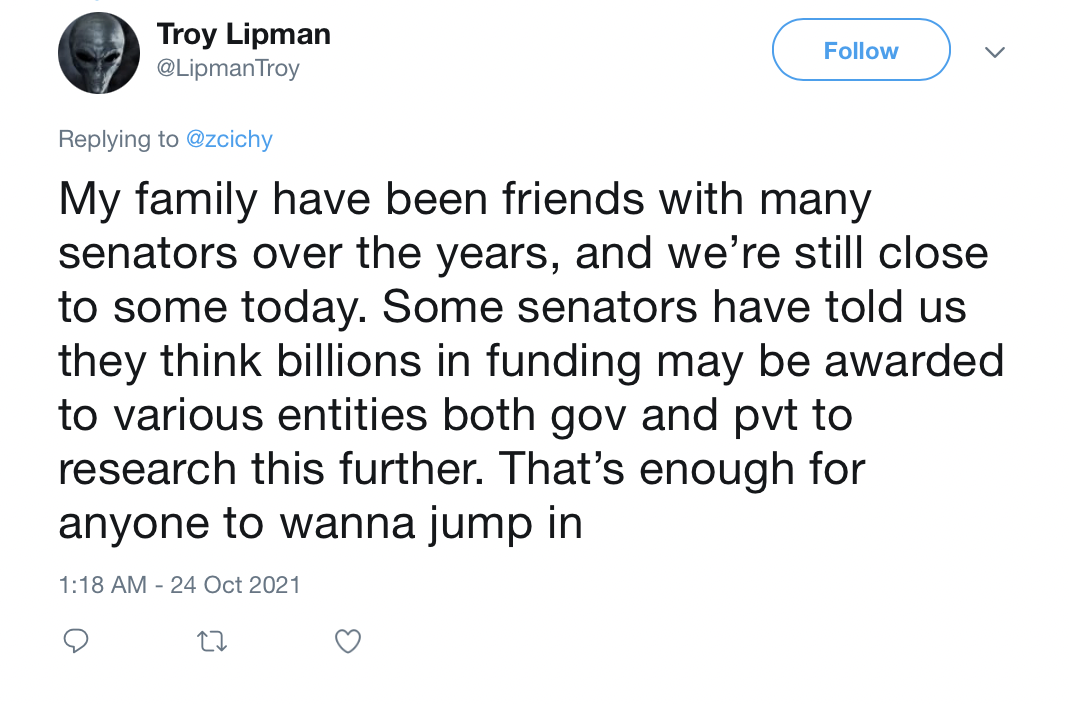 Troy Lipman
@LipmanTroy
Follow
Replying to @zcichy
My family have been friends with many
senators over the years, and we’re still close
to some today. Some senators have told us
they think billions in funding may be awarded
to various entities both gov and pvt to
research this further. That’s enough for
anyone to wanna jump in
1:18 AM - 24 Oct 2021